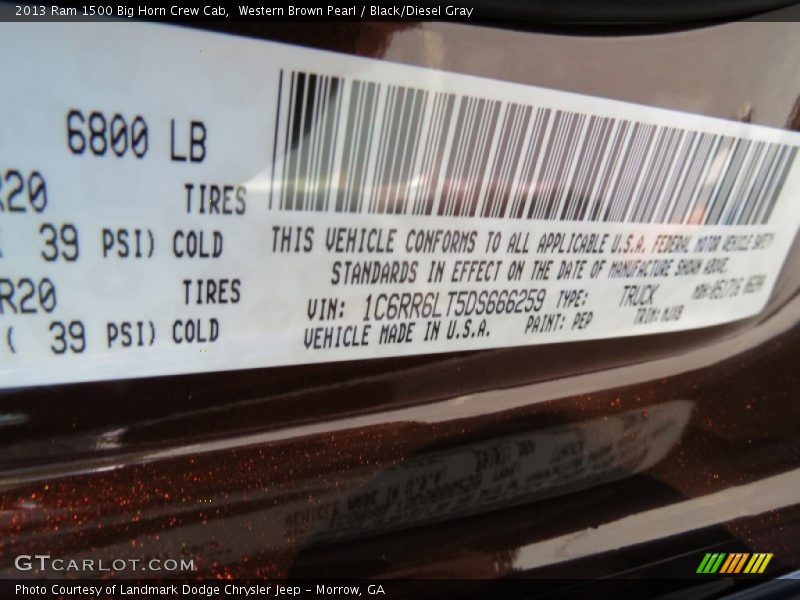 2013 Ram 1500 Big Horn Crew Cab, Western Brown Pearl / Black/Diesel Gray
6800 LB
R20 TIRES
39 PSI) COLD
R20 TIRES
( 39 PSI) COLD
THIS VEHICLE CONFORMS TO ALL APPLICABLE U.S.A. FEDERAL MOTOR VEHICLE SAFETY
STANDARDS IN EFFECT ON THE DATE OF MANUFACTURE SHOWN ABOVE.
VIN: 1C6RR6LT5DS666259 TYPE: TRUCK
VEHICLE MADE IN U.S.A. PAINT: PEP TRIM:
GTCARLOT.COM
Photo Courtesy of Landmark Dodge Chrysler Jeep – Morrow, GA